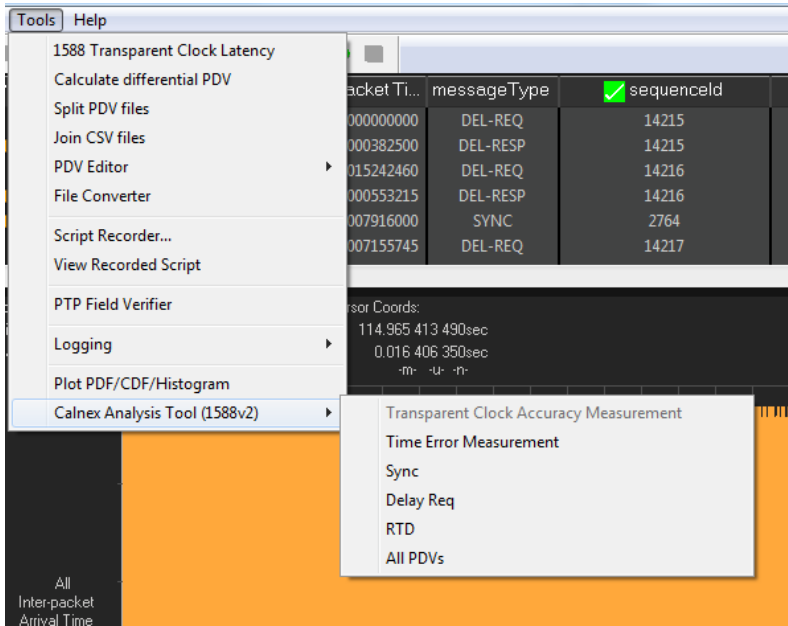 Tools Help
1588 Transparent Clock Latency
Calculate differential PDV
Split PDV files
Join CSV files
PDV Editor
File Converter
Script Recorder...
View Recorded Script
PTP Field Verifier
Logging
Plot PDF/CDF/Histogram
Calnex Analysis Tool (1588v2)
Transparent Clock Accuracy Measurement
Time Error Measurement
Sync
Delay Req
RTD
All PDVs
acket Ti... messageType sequenceId
000000000 DEL-REQ 14215
000382500 DEL-RESP 14215
015242460 DEL-REQ 14216
000553215 DEL-RESP 14216
007916000 SYNC 2764
007155745 DEL-REQ 14217
rsor Coords:
114.965 413 490sec
0.016 406 350sec
-m- -u- -n-
All
Inter-packet
Arrival Time